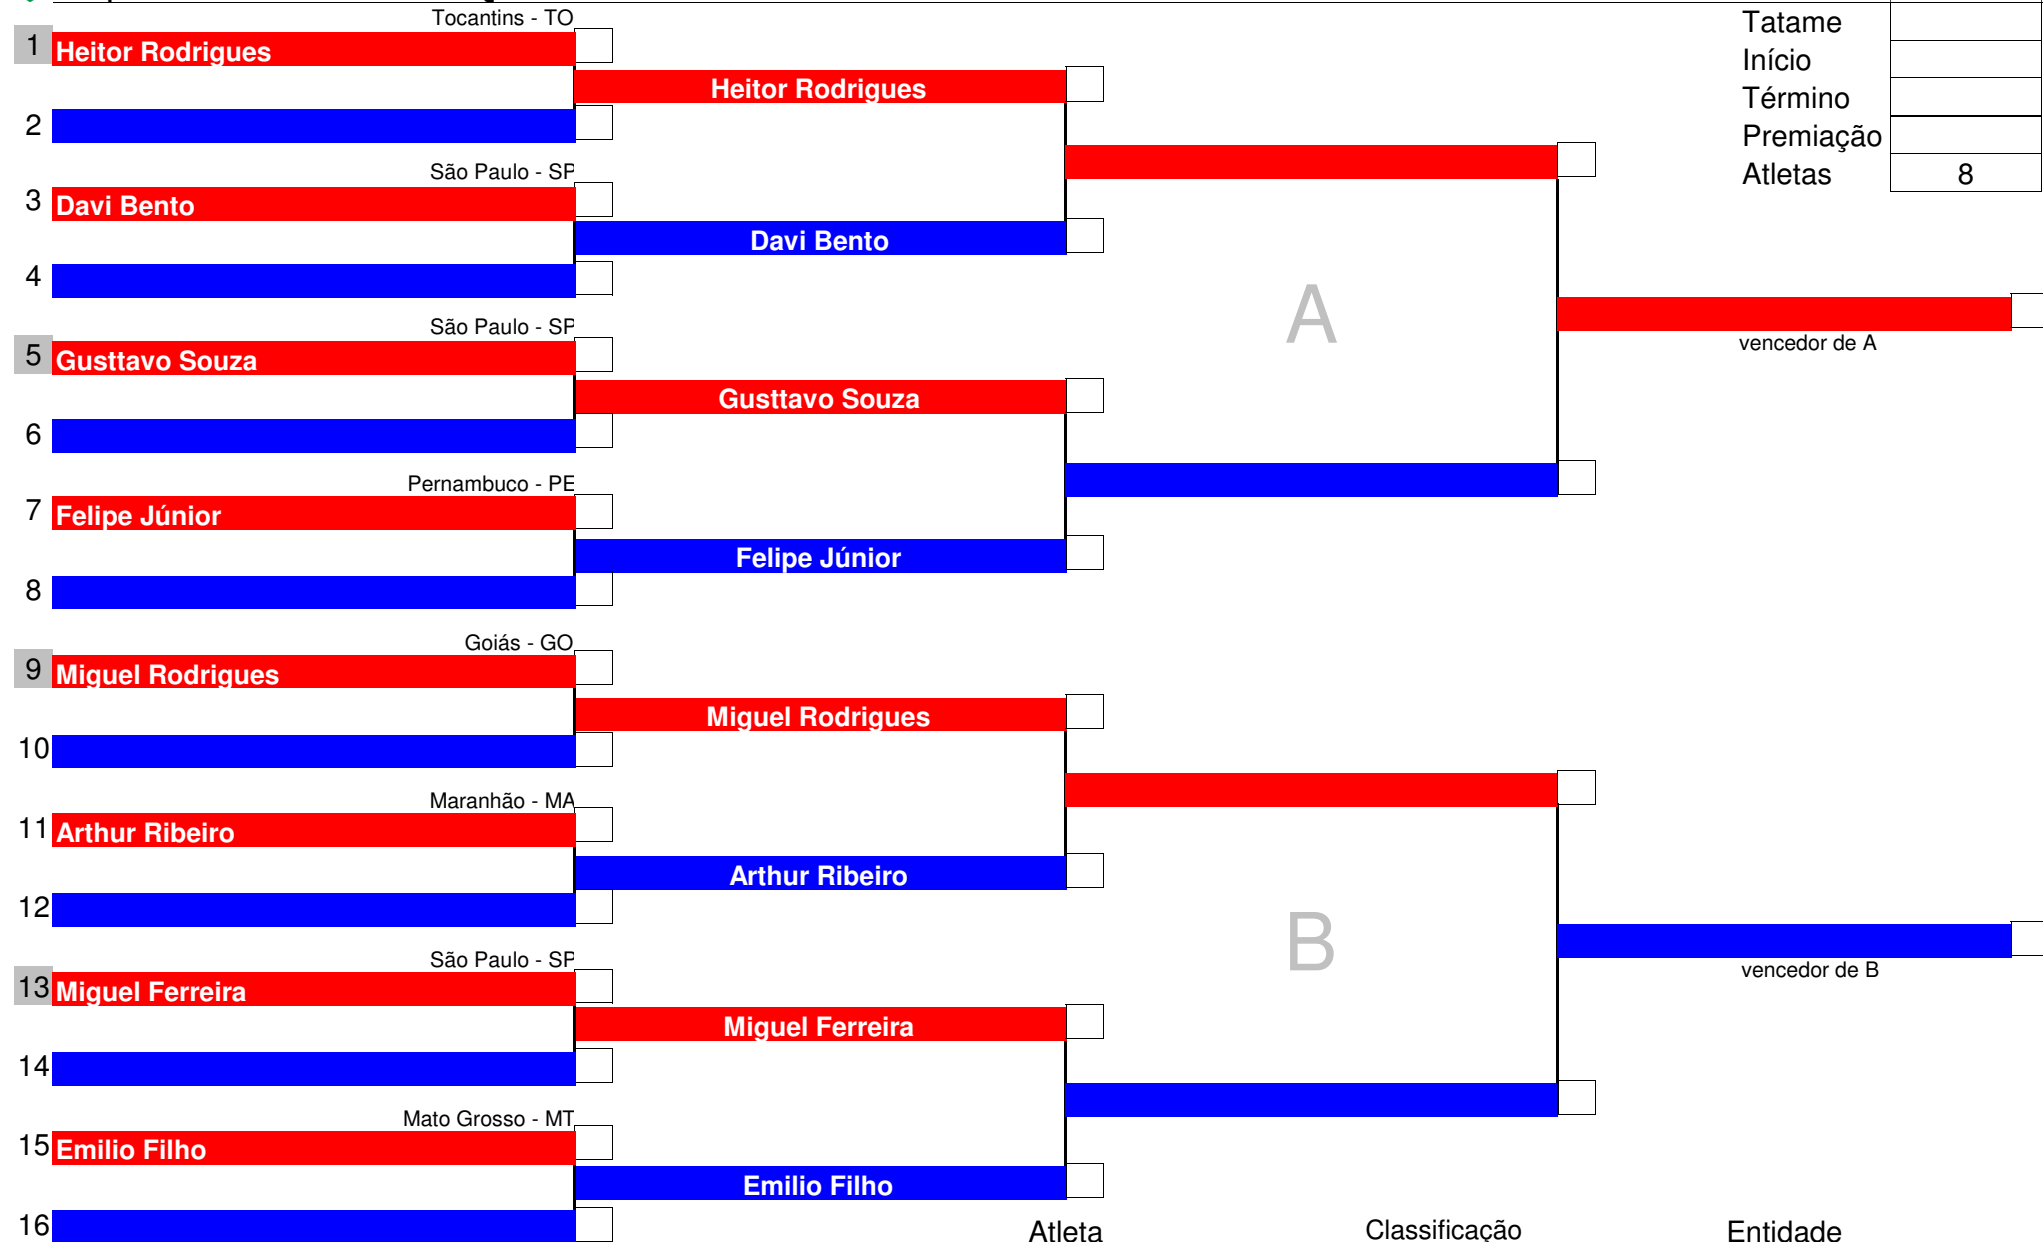 Tocantins - TO
1 Heitor Rodrigues
Heitor Rodrigues
2
São Paulo - SP
3 Davi Bento
Davi Bento
4
São Paulo - SP
5 Gusttavo Souza
Gusttavo Souza
6
Pernambuco - PE
7 Felipe Júnior
Felipe Júnior
8
Goiás - GO
9 Miguel Rodrigues
Miguel Rodrigues
10
Maranhão - MA
11 Arthur Ribeiro
Arthur Ribeiro
12
São Paulo - SP
13 Miguel Ferreira
Miguel Ferreira
14
Mato Grosso - MT
15 Emilio Filho
Emilio Filho
16
A
B
vencedor de A
vencedor de B
Tatame
Início
Término
Premiação
Atletas 8
Atleta Classificação Entidade